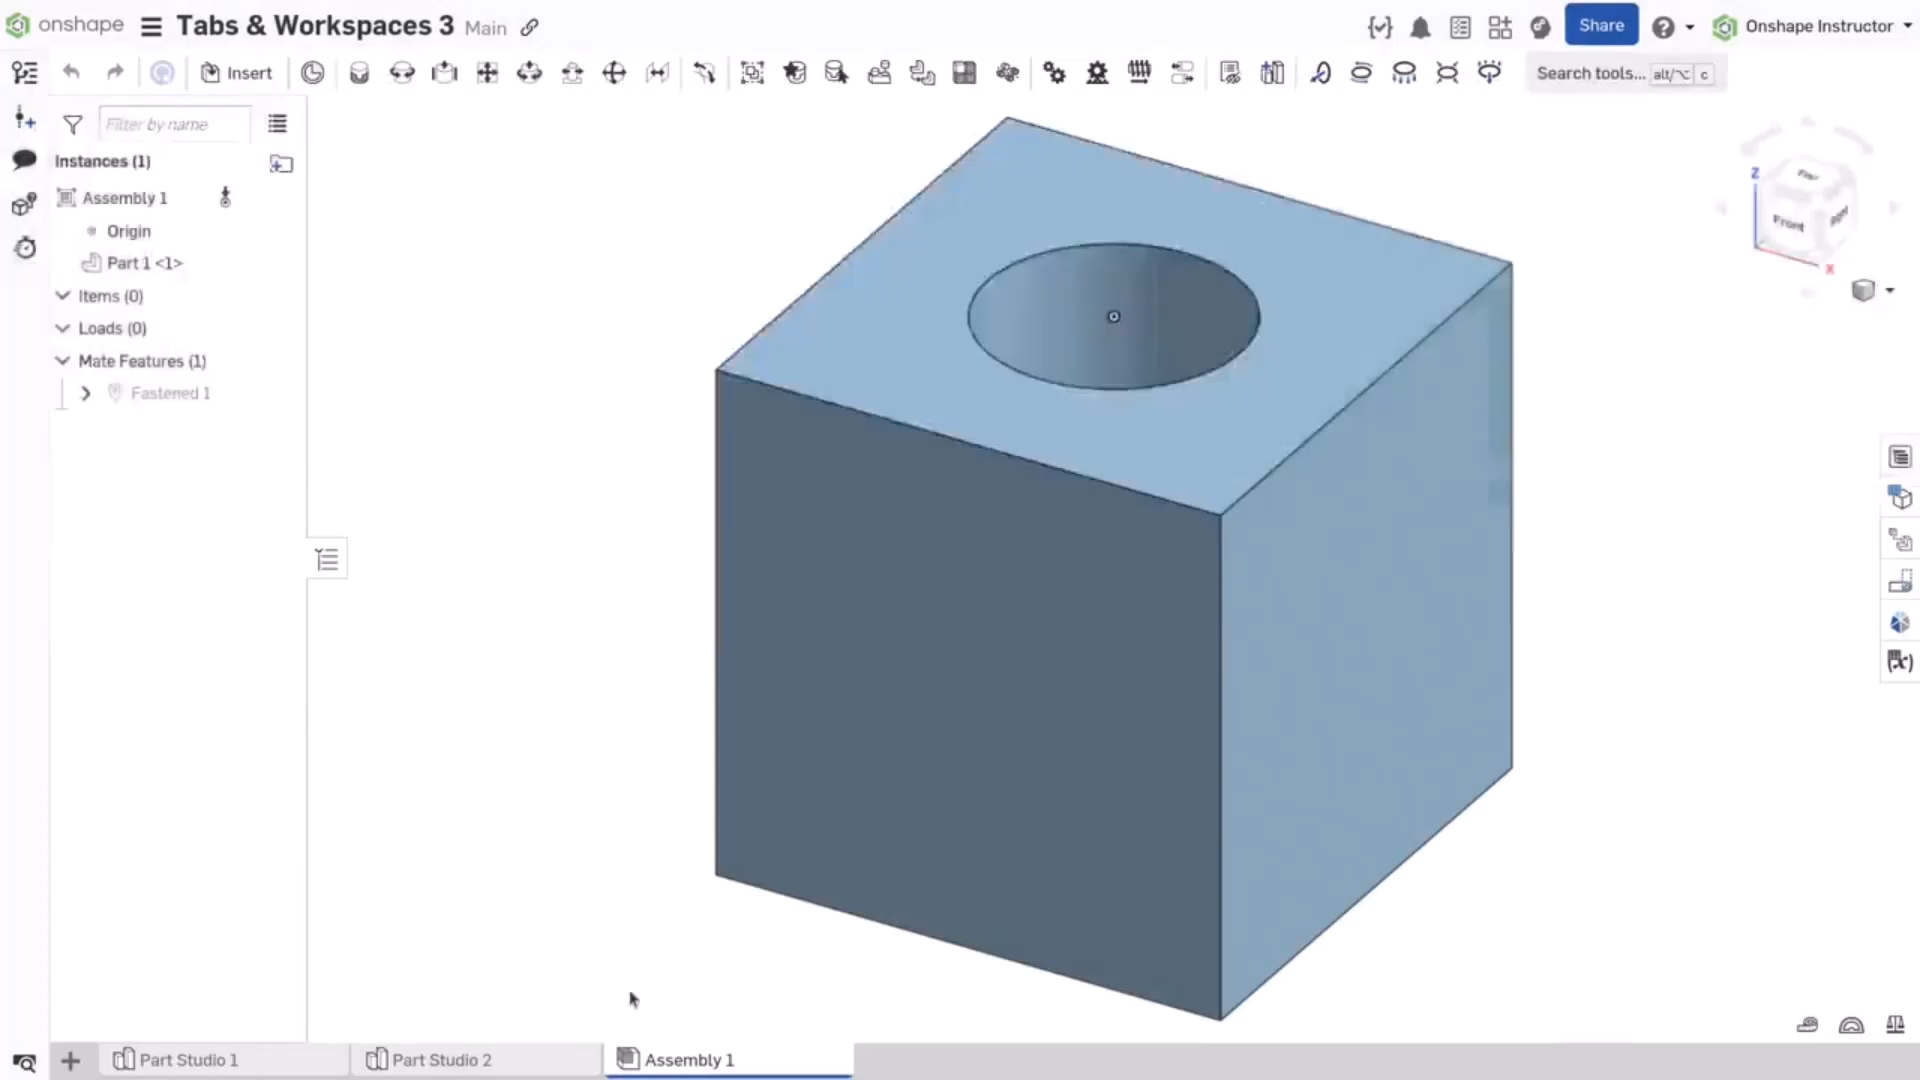 onshape
Tabs & Workspaces 3 Main
Share
Onshape Instructor
Insert
Search tools... alt/⌥ c
Filter by name
Instances (1)
Assembly 1
Origin
Part 1 <1>
Items (0)
Loads (0)
Mate Features (1)
Fastened 1
Z
Top
Front
Right
X
(x)
Part Studio 1
Part Studio 2
Assembly 1